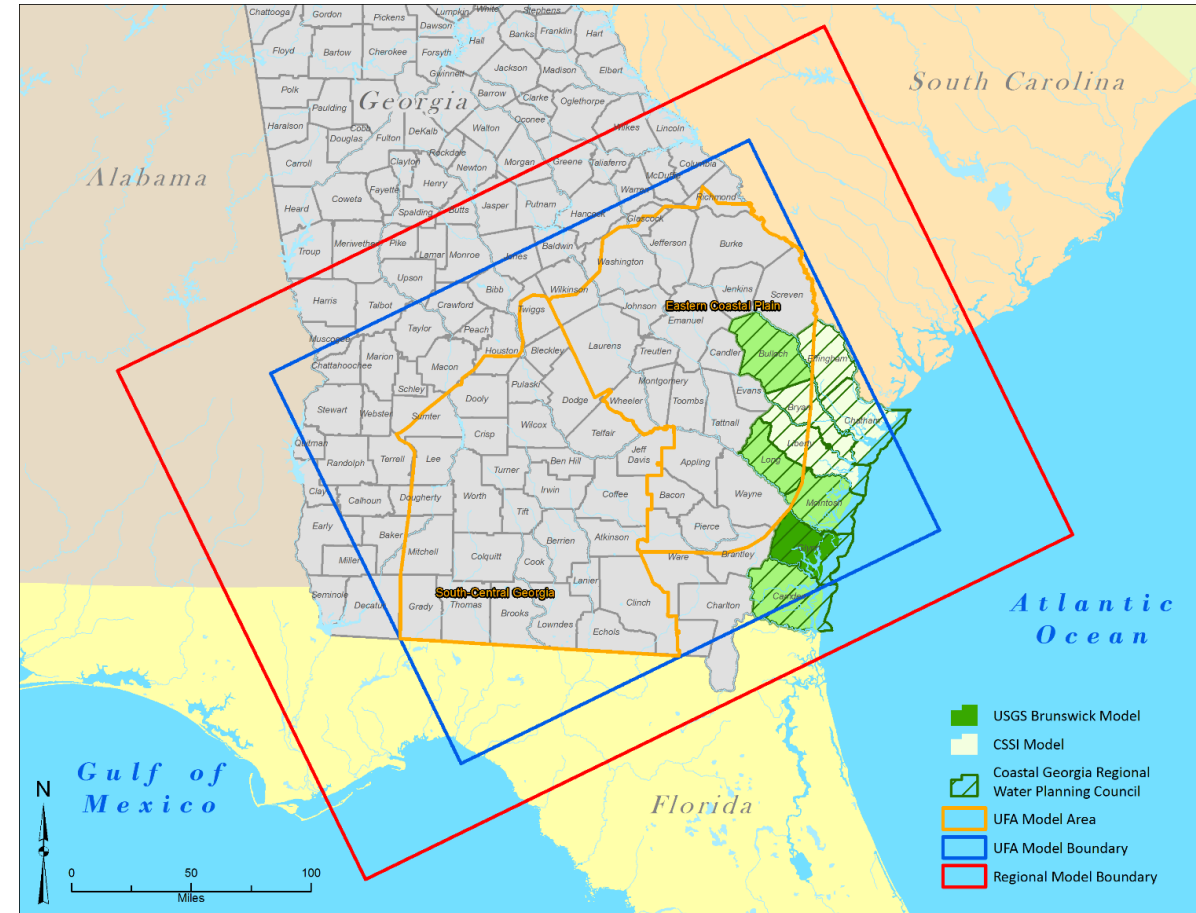 Chattooga
Gordon
Pickens
Lumpkin
White
Stephens
Dawson
Banks
Franklin
Hart
Hall
Floyd
Bartow
Cherokee
Forsyth
Jackson
Madison
Elbert
Gwinnett
Polk
Paulding
Barrow
Clarke
Oglethorpe
Georgia
South Carolina
Haralson
Cobb
Douglas
Fulton
DeKalb
Walton
Oconee
Wilkes
Lincoln
Carroll
Clayton
Rockdale
Newton
Morgan
Greene
Taliaferro
Columbia
McDuffie
Alabama
Fayette
Henry
Warren
Heard
Coweta
Spalding
Butts
Jasper
Putnam
Hancock
Richmond
Glascock
Troup
Meriwether
Pike
Lamar
Monroe
Jones
Baldwin
Jefferson
Burke
Washington
Upson
Bibb
Wilkinson
Jenkins
Screven
Harris
Talbot
Crawford
Twiggs
Johnson
Eastern Coastal Plain
Emanuel
Taylor
Peach
Houston
Bleckley
Laurens
Treutlen
Candler
Bulloch
Effingham
Chattahoochee
Marion
Macon
Schley
Pulaski
Montgomery
Evans
Stewart
Webster
Sumter
Dooly
Dodge
Wheeler
Toombs
Bryan
Chatham
Wilcox
Tattnall
Quitman
Crisp
Telfair
Liberty
Randolph
Terrell
Lee
Jeff
Davis
Appling
Long
Turner
Ben Hill
Clay
Calhoun
Dougherty
Worth
Irwin
Coffee
Bacon
Wayne
McIntosh
Early
Tift
Baker
Mitchell
Colquitt
Berrien
Atkinson
Pierce
Miller
Cook
Ware
Brantley
Lanier
Seminole
Decatur
South-Central Georgia
Grady
Thomas
Brooks
Lowndes
Clinch
Echols
Charlton
Camden
Atlantic
Ocean
USGS Brunswick Model
CSSI Model
Coastal Georgia Regional
Water Planning Council
UFA Model Area
UFA Model Boundary
Regional Model Boundary
Gulf of
Mexico
Florida
N
0
50
100
Miles